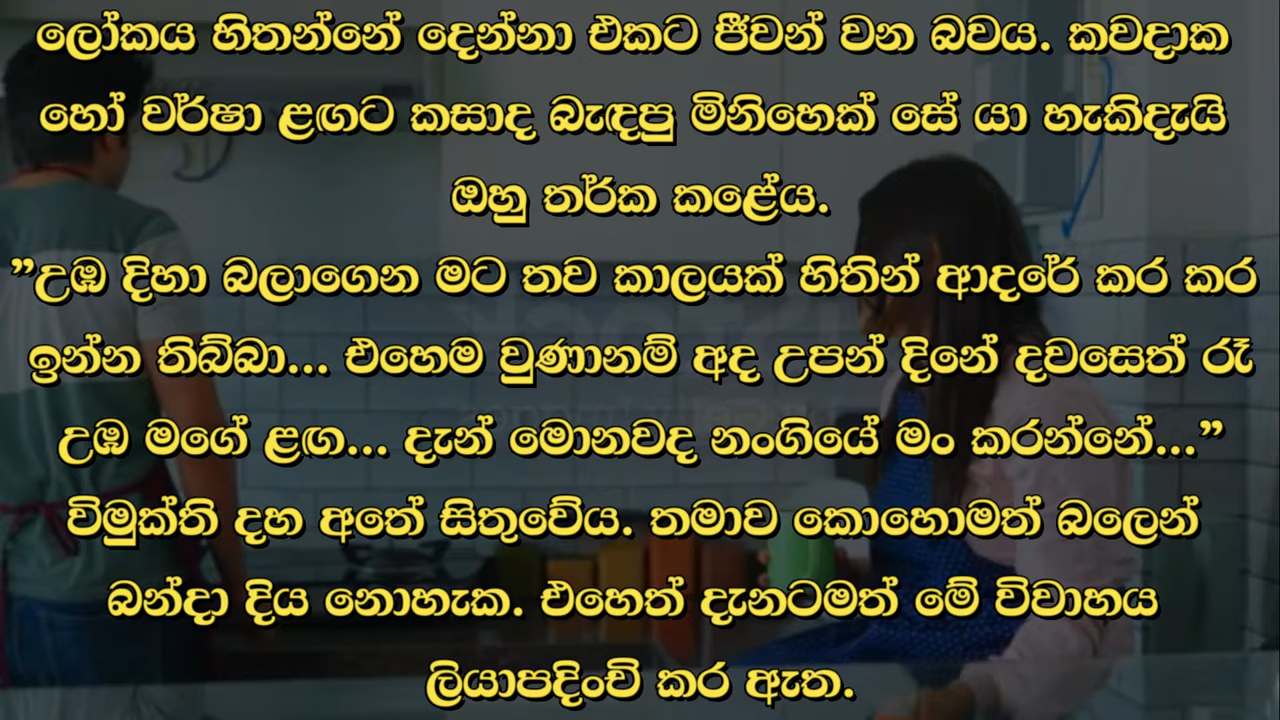 ලෝකය හිතන්නේ දෙන්නා එකට ජීවන් වන බවය. කවදාක
හෝ වර්ෂා ළඟට කසාද බැඳපු මිනිහෙක් සේ යා හැකිදැයි
ඔහු තර්ක කළේය.
”උඹ දිහා බලාගෙන මට තව කාලයක් හිතින් ආදරේ කර කර
ඉන්න තිබ්බා... එහෙම වුණානම් අද උපන් දිනේ දවසෙත් රෑ
උඹ මගේ ළඟ... දැන් මොනවද නංගියේ මං කරන්නේ...”
විමුක්ති දහ අතේ සිතුවේය. තමාව කොහොමත් බලෙන්
බන්දා දිය නොහැක. එහෙත් දැනටමත් මේ විවාහය
ලියාපදිංචි කර ඇත.